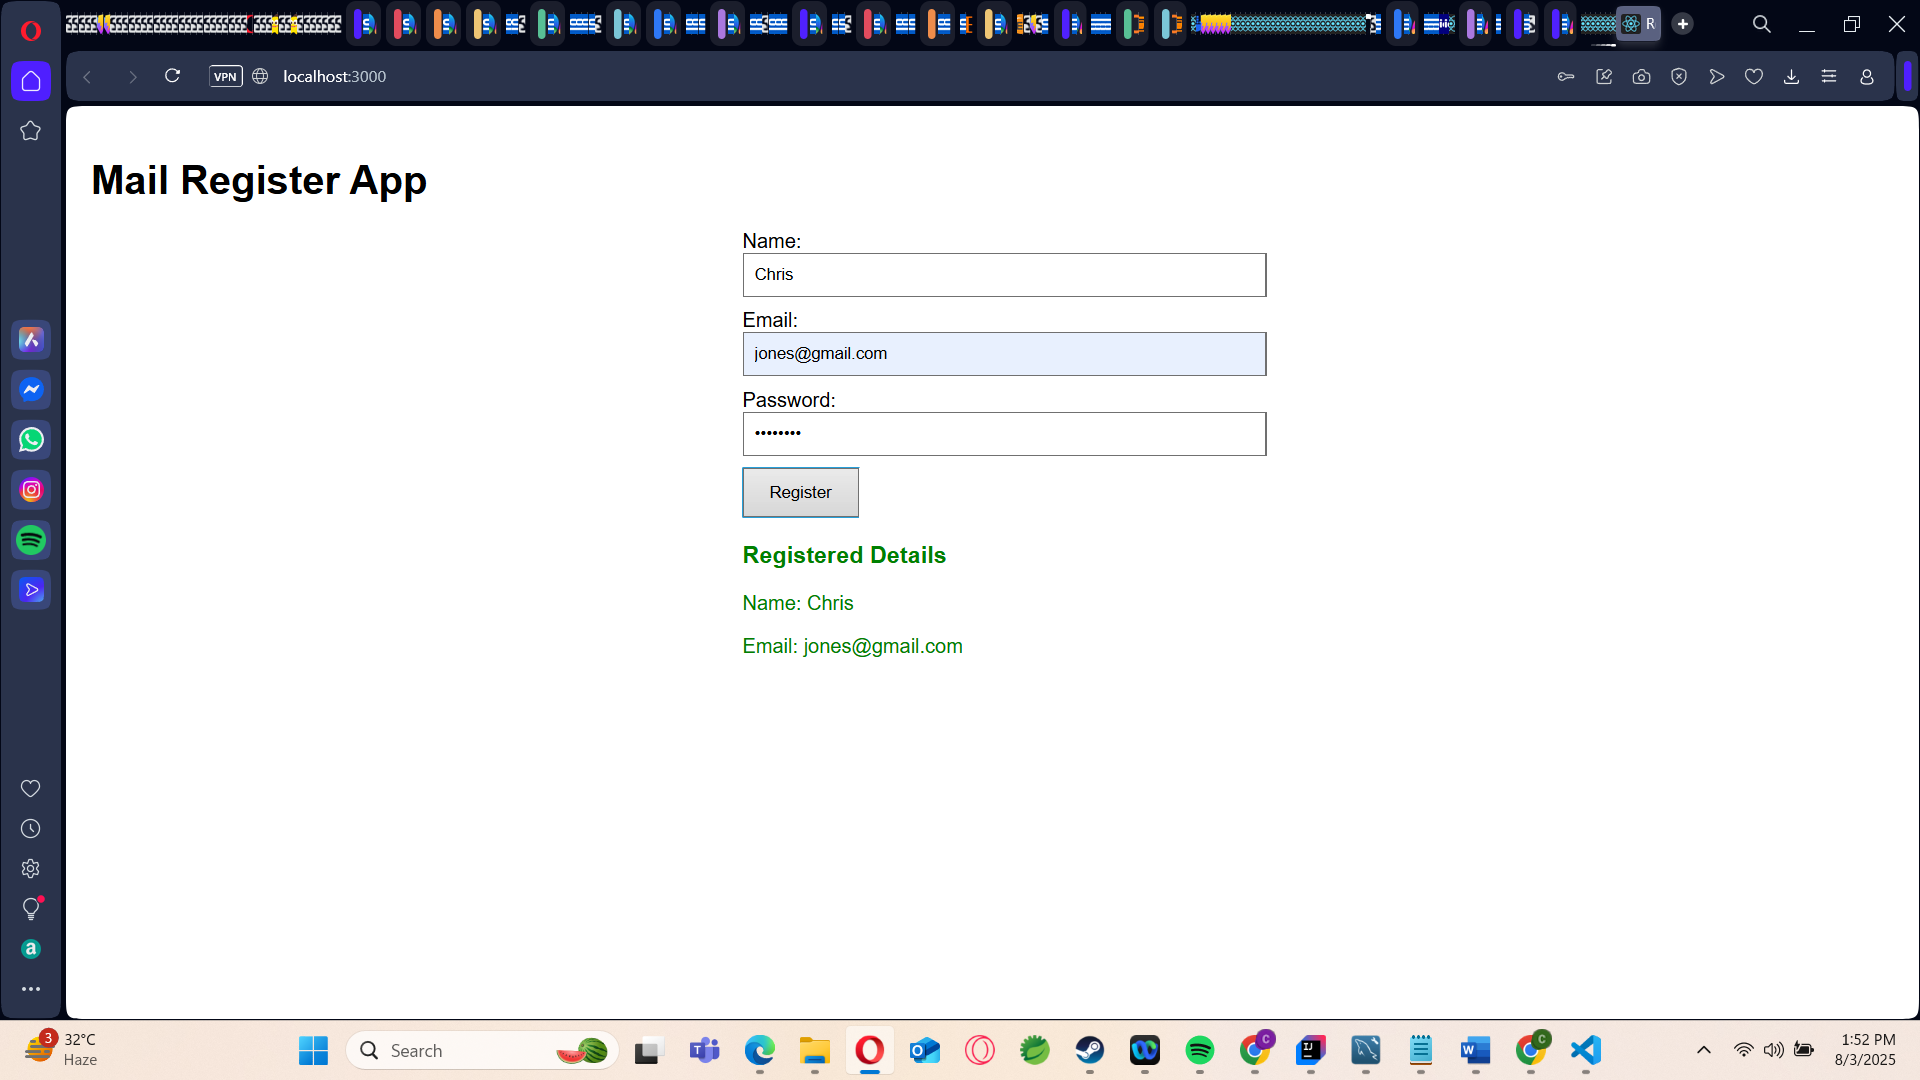 R
VPN
localhost:3000
Mail Register App
Name:
Chris
Email:
jones@gmail.com
Password:
••••••••
Register
Registered Details
Name: Chris
Email: jones@gmail.com
3
32°C
Haze
Search
1:52 PM
8/3/2025